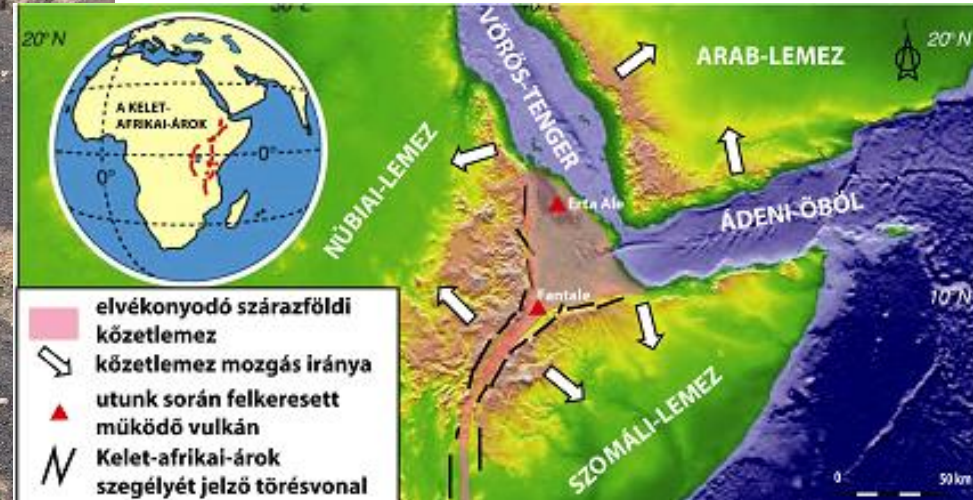 30°E
40°E
20°N
VÖRÖS-TENGER
ARAB-LEMEZ
20°N
A KELET-
AFRIKAI-ÁROK
0°
0°
NÚBIAI-LEMEZ
Erta Ale
ÁDENI-ÖBÖL
Fantale
10°N
SZOMÁLI-LEMEZ
elvékonyodó szárazföldi
kőzetlemez
kőzetlemez mozgás iránya
utunk során felkeresett
működő vulkán
Kelet-afrikai-árok
szegélyét jelző törésvonal
0
50 km